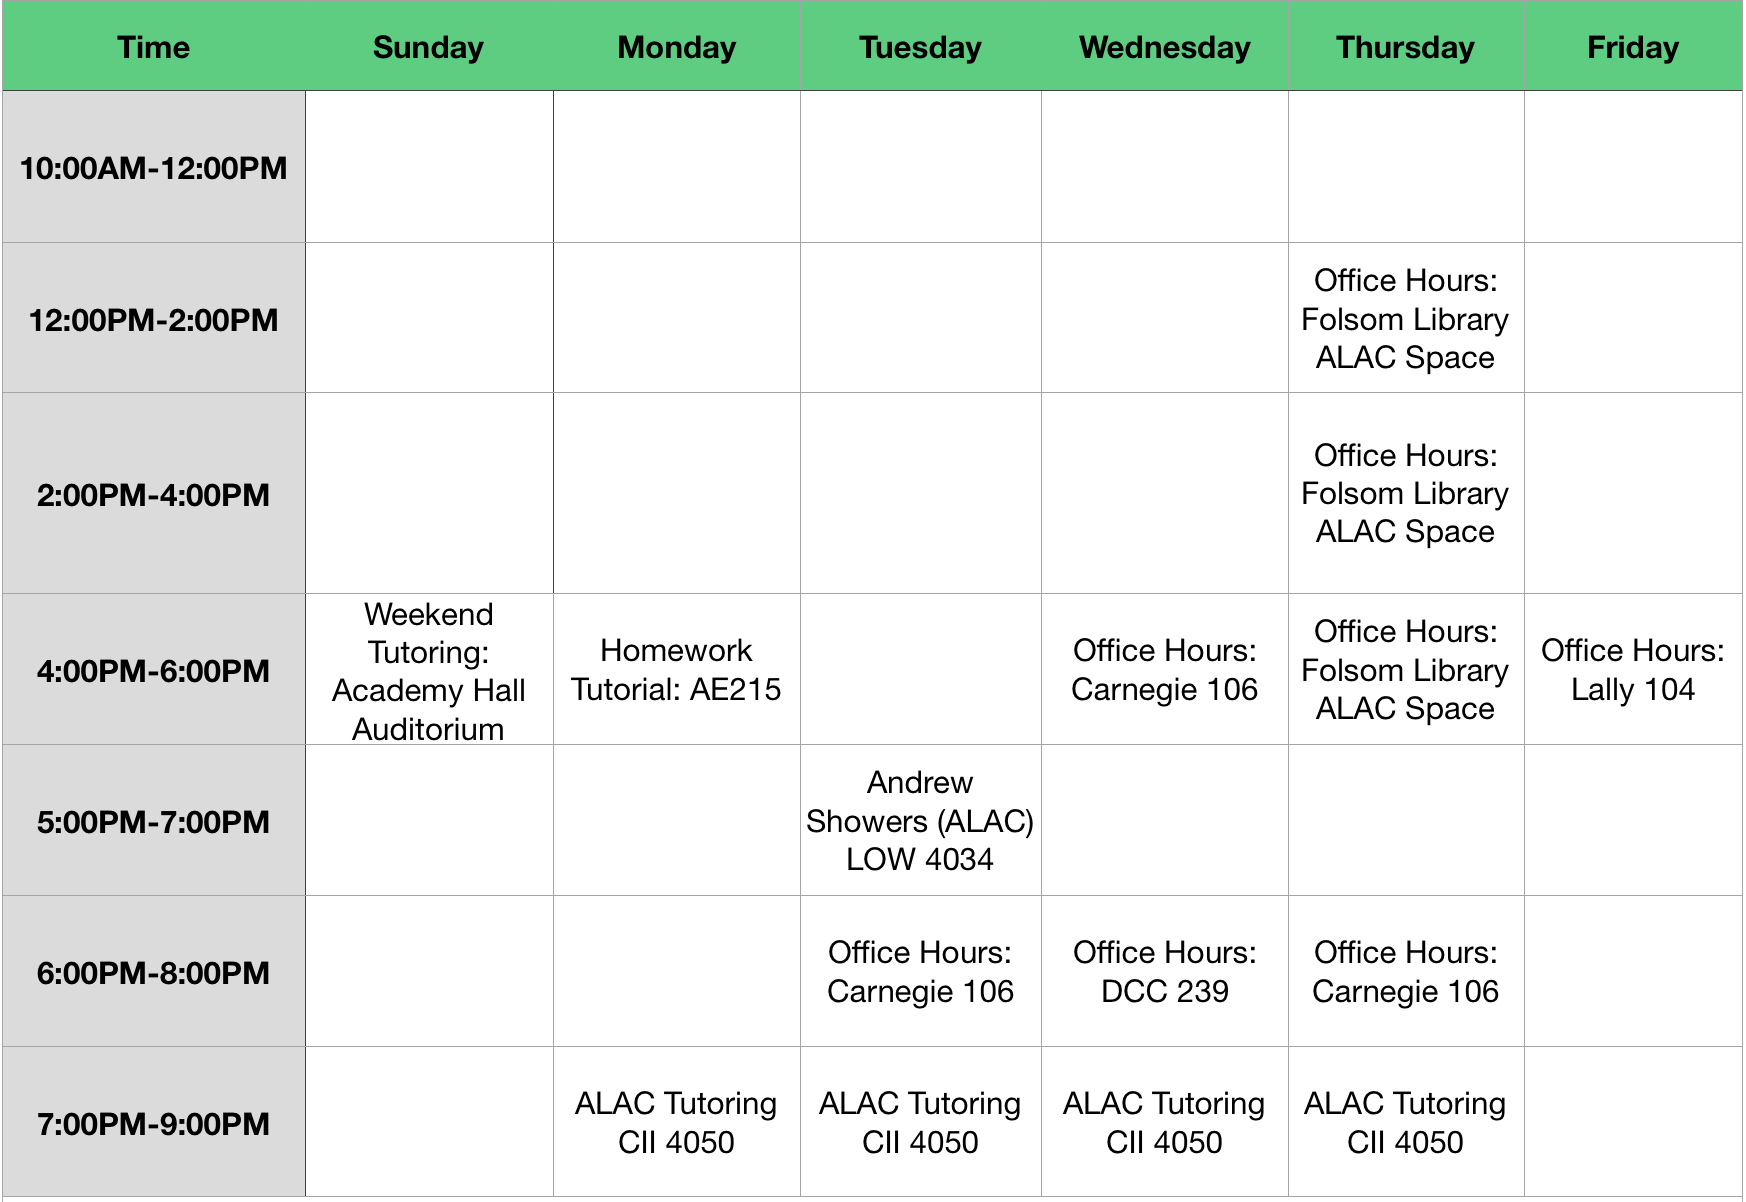 Time Sunday Monday Tuesday Wednesday Thursday Friday
10:00AM-12:00PM
12:00PM-2:00PM
Office Hours:
Folsom Library
ALAC Space
2:00PM-4:00PM
Office Hours:
Folsom Library
ALAC Space
4:00PM-6:00PM
Weekend
Tutoring:
Academy Hall
Auditorium
Homework
Tutorial: AE215
Office Hours:
Carnegie 106
Office Hours:
Folsom Library
ALAC Space
Office Hours:
Lally 104
5:00PM-7:00PM
Andrew
Showers (ALAC)
LOW 4034
6:00PM-8:00PM
Office Hours:
Carnegie 106
Office Hours:
DCC 239
Office Hours:
Carnegie 106
7:00PM-9:00PM
ALAC Tutoring
CII 4050
ALAC Tutoring
CII 4050
ALAC Tutoring
CII 4050
ALAC Tutoring
CII 4050